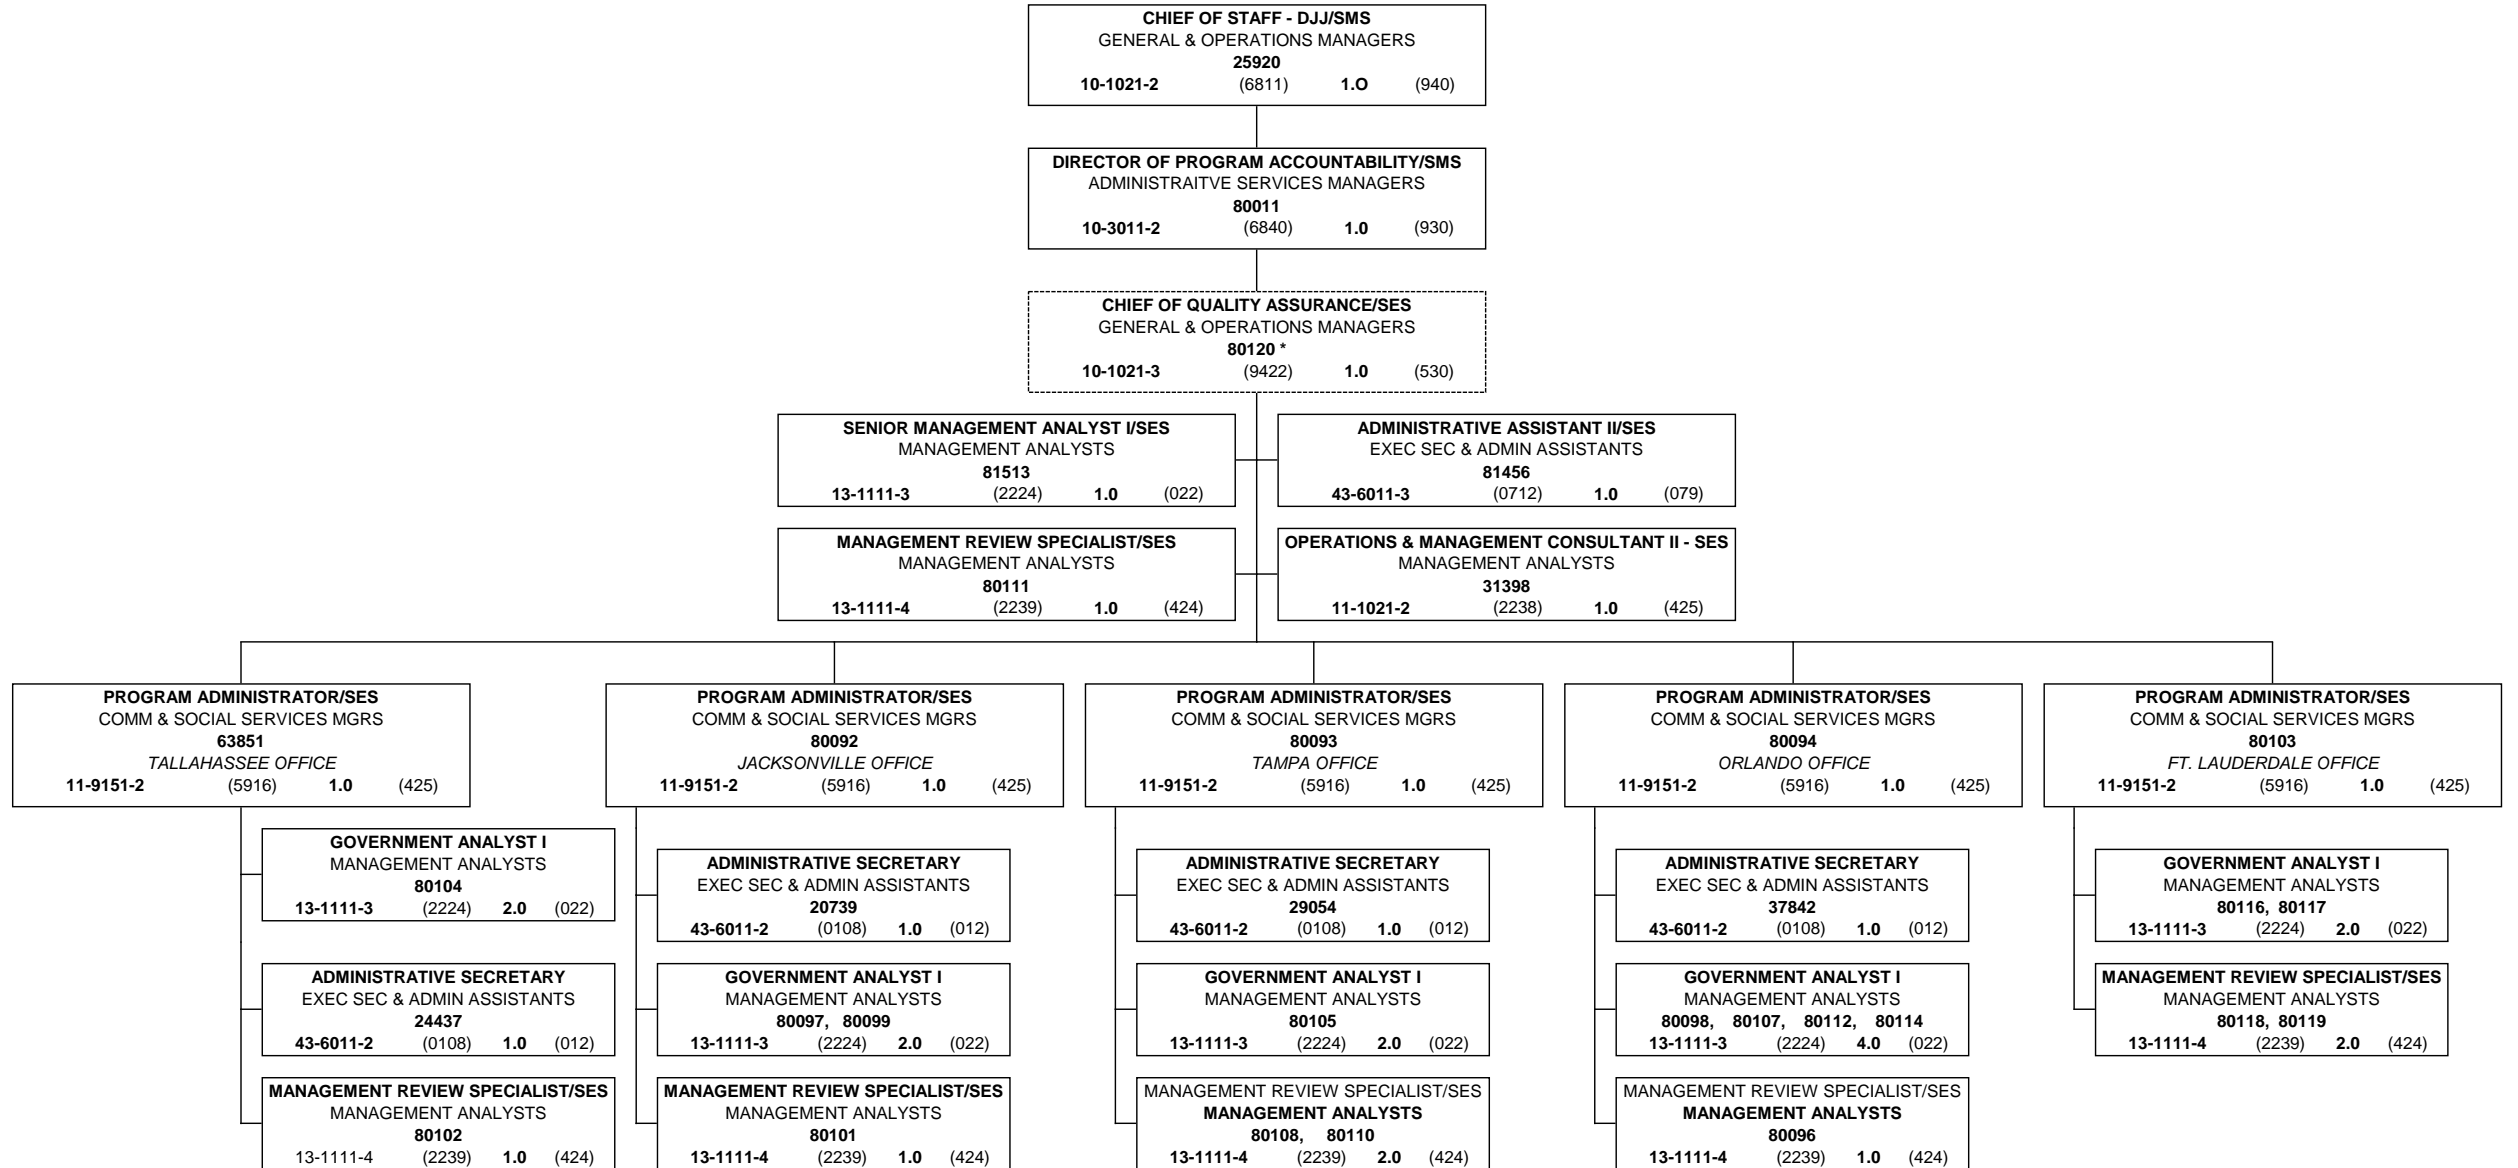 CHIEF OF STAFF - DJJ/SMS
GENERAL & OPERATIONS MANAGERS
25920
10-1021-2 (6811) 1.O (940)
DIRECTOR OF PROGRAM ACCOUNTABILITY/SMS
ADMINISTRAITVE SERVICES MANAGERS
80011
10-3011-2 (6840) 1.0 (930)
CHIEF OF QUALITY ASSURANCE/SES
GENERAL & OPERATIONS MANAGERS
80120 *
10-1021-3 (9422) 1.0 (530)
SENIOR MANAGEMENT ANALYST I/SES
MANAGEMENT ANALYSTS
81513
13-1111-3 (2224) 1.0 (022)
ADMINISTRATIVE ASSISTANT II/SES
EXEC SEC & ADMIN ASSISTANTS
81456
43-6011-3 (0712) 1.0 (079)
MANAGEMENT REVIEW SPECIALIST/SES
MANAGEMENT ANALYSTS
80111
13-1111-4 (2239) 1.0 (424)
OPERATIONS & MANAGEMENT CONSULTANT II - SES
MANAGEMENT ANALYSTS
31398
11-1021-2 (2238) 1.0 (425)
PROGRAM ADMINISTRATOR/SES
COMM & SOCIAL SERVICES MGRS
63851
TALLAHASSEE OFFICE
11-9151-2 (5916) 1.0 (425)
GOVERNMENT ANALYST I
MANAGEMENT ANALYSTS
80104
13-1111-3 (2224) 2.0 (022)
ADMINISTRATIVE SECRETARY
EXEC SEC & ADMIN ASSISTANTS
24437
43-6011-2 (0108) 1.0 (012)
MANAGEMENT REVIEW SPECIALIST/SES
MANAGEMENT ANALYSTS
80102
13-1111-4 (2239) 1.0 (424)
PROGRAM ADMINISTRATOR/SES
COMM & SOCIAL SERVICES MGRS
80092
JACKSONVILLE OFFICE
11-9151-2 (5916) 1.0 (425)
ADMINISTRATIVE SECRETARY
EXEC SEC & ADMIN ASSISTANTS
20739
43-6011-2 (0108) 1.0 (012)
GOVERNMENT ANALYST I
MANAGEMENT ANALYSTS
80097, 80099
13-1111-3 (2224) 2.0 (022)
MANAGEMENT REVIEW SPECIALIST/SES
MANAGEMENT ANALYSTS
80101
13-1111-4 (2239) 1.0 (424)
PROGRAM ADMINISTRATOR/SES
COMM & SOCIAL SERVICES MGRS
80093
TAMPA OFFICE
11-9151-2 (5916) 1.0 (425)
ADMINISTRATIVE SECRETARY
EXEC SEC & ADMIN ASSISTANTS
29054
43-6011-2 (0108) 1.0 (012)
GOVERNMENT ANALYST I
MANAGEMENT ANALYSTS
80105
13-1111-3 (2224) 2.0 (022)
MANAGEMENT REVIEW SPECIALIST/SES
MANAGEMENT ANALYSTS
80108, 80110
13-1111-4 (2239) 2.0 (424)
PROGRAM ADMINISTRATOR/SES
COMM & SOCIAL SERVICES MGRS
80094
ORLANDO OFFICE
11-9151-2 (5916) 1.0 (425)
ADMINISTRATIVE SECRETARY
EXEC SEC & ADMIN ASSISTANTS
37842
43-6011-2 (0108) 1.0 (012)
GOVERNMENT ANALYST I
MANAGEMENT ANALYSTS
80098, 80107, 80112, 80114
13-1111-3 (2224) 4.0 (022)
MANAGEMENT REVIEW SPECIALIST/SES
MANAGEMENT ANALYSTS
80096
13-1111-4 (2239) 1.0 (424)
PROGRAM ADMINISTRATOR/SES
COMM & SOCIAL SERVICES MGRS
80103
FT. LAUDERDALE OFFICE
11-9151-2 (5916) 1.0 (425)
GOVERNMENT ANALYST I
MANAGEMENT ANALYSTS
80116, 80117
13-1111-3 (2224) 2.0 (022)
MANAGEMENT REVIEW SPECIALIST/SES
MANAGEMENT ANALYSTS
80118, 80119
13-1111-4 (2239) 2.0 (424)